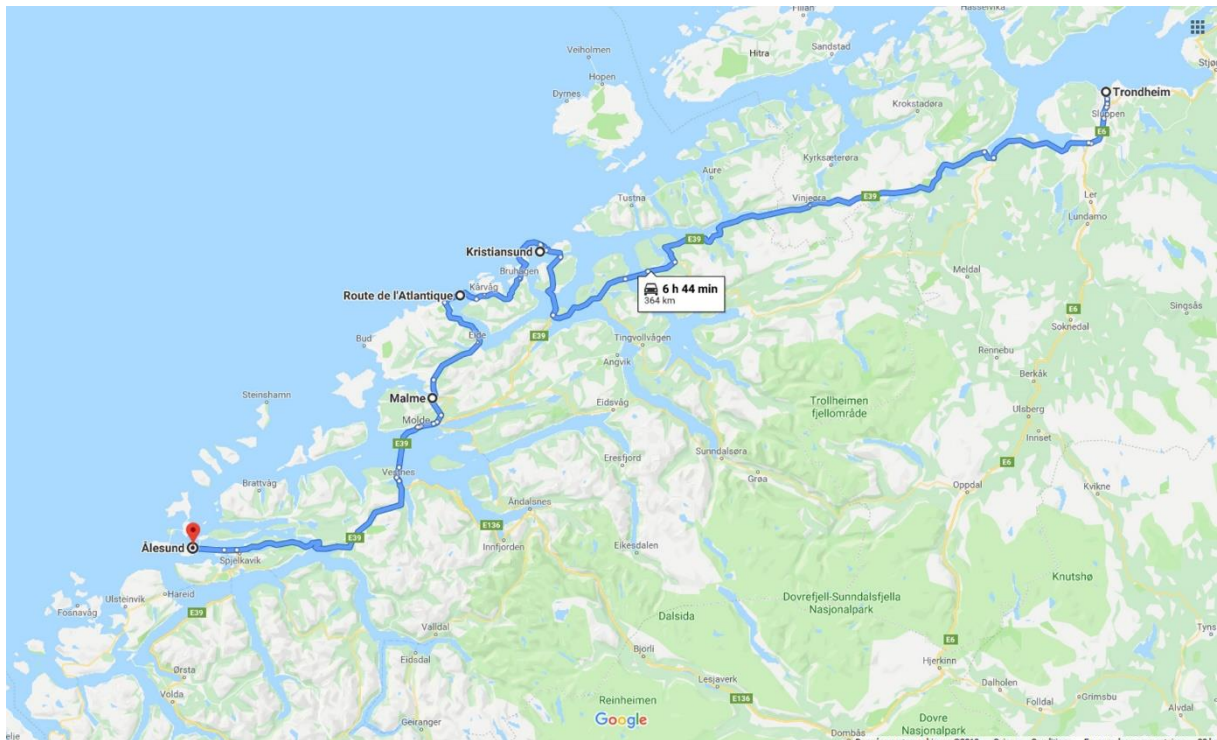 Fillan
Hasselvika
Veiholmen
Hitra
Sandstad
Stjør
Hopen
Dyrnes
Trondheim
Krokstadøra
Sluppen
E6
Kyrksæterøra
Aure
Tustna
Vinjeøra
E39
Ler
Lundamo
Kristiansund
E39
Bruhagen
Meldal
6 h 44 min
364 km
Kårvåg
Route de l'Atlantique
Singsås
E6
Soknedal
Bud
Eide
E39
Tingvollvågen
Rennebu
Angvik
Berkåk
Steinshamn
Malme
Trollheimen
fjellområde
Eidsvåg
Ulsberg
Molde
Innset
E39
Eresfjord
Sunndalsøra
E6
Vestnes
Grøa
Oppdal
Brattvåg
Kvikne
Åndalsnes
E136
Ålesund
E39
Innfjorden
Eikesdalen
Spjelkavik
Knutshø
Hareid
Dovrefjell-Sunndalsfjella
Nasjonalpark
Ulsteinvik
Fosnavåg
E39
Dalsida
Tyns
Valldal
E6
Bjorli
Eidsdal
Hjerkinn
Ørsta
Lesjaverk
Dalholen
Volda
E136
Grimsbu
Folldal
Alvdal
Reinheimen
Geiranger
Google
Dovre
Nasjonalpark
Dombås